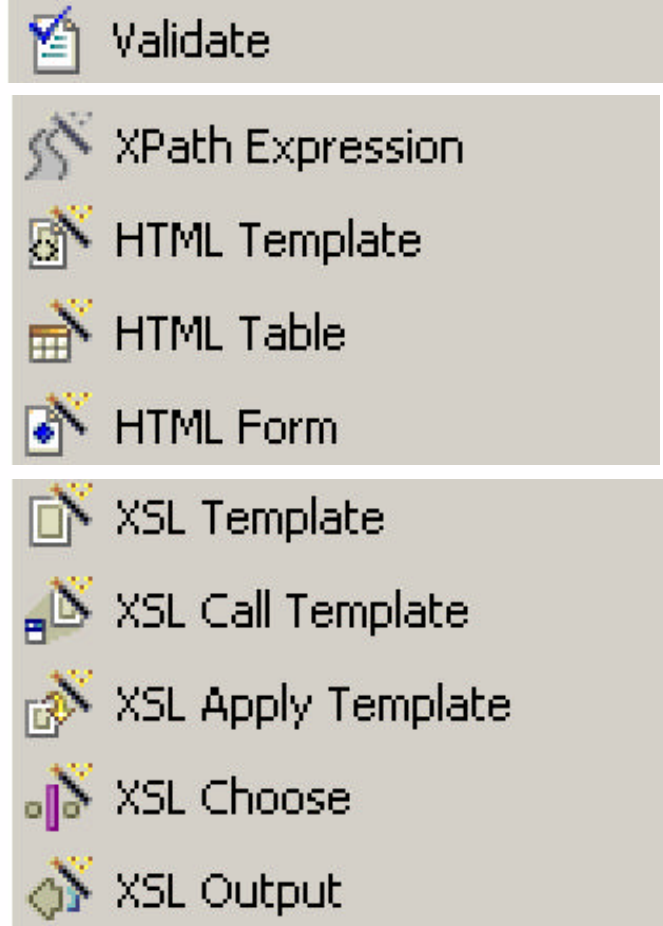 Validate
XPath Expression
HTML Template
HTML Table
HTML Form
XSL Template
XSL Call Template
XSL Apply Template
XSL Choose
XSL Output